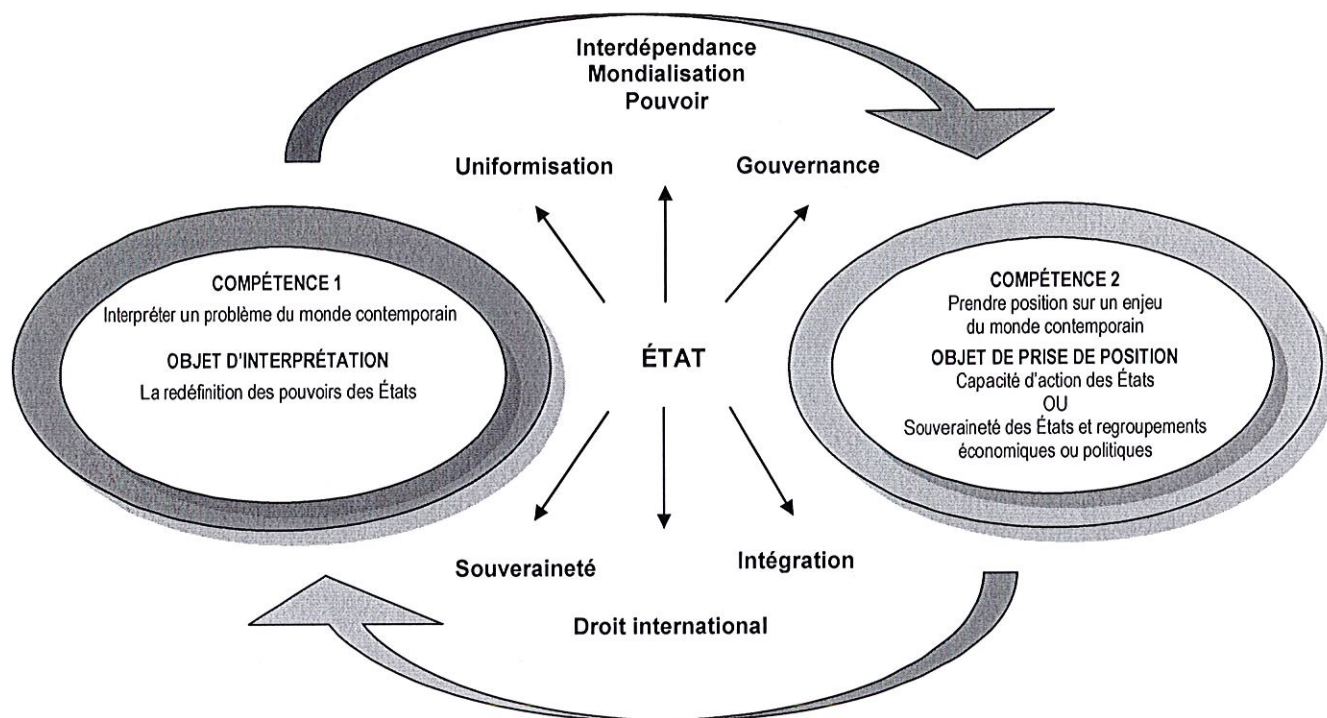 Interdépendance
Mondialisation
Pouvoir
Uniformisation
Gouvernance
COMPÉTENCE 1
Interpréter un problème du monde contemporain
OBJET D'INTERPRÉTATION
La redéfinition des pouvoirs des États
ÉTAT
COMPÉTENCE 2
Prendre position sur un enjeu
du monde contemporain
OBJET DE PRISE DE POSITION
Capacité d'action des États
OU
Souveraineté des États et regroupements
économiques ou politiques
Souveraineté
Intégration
Droit international